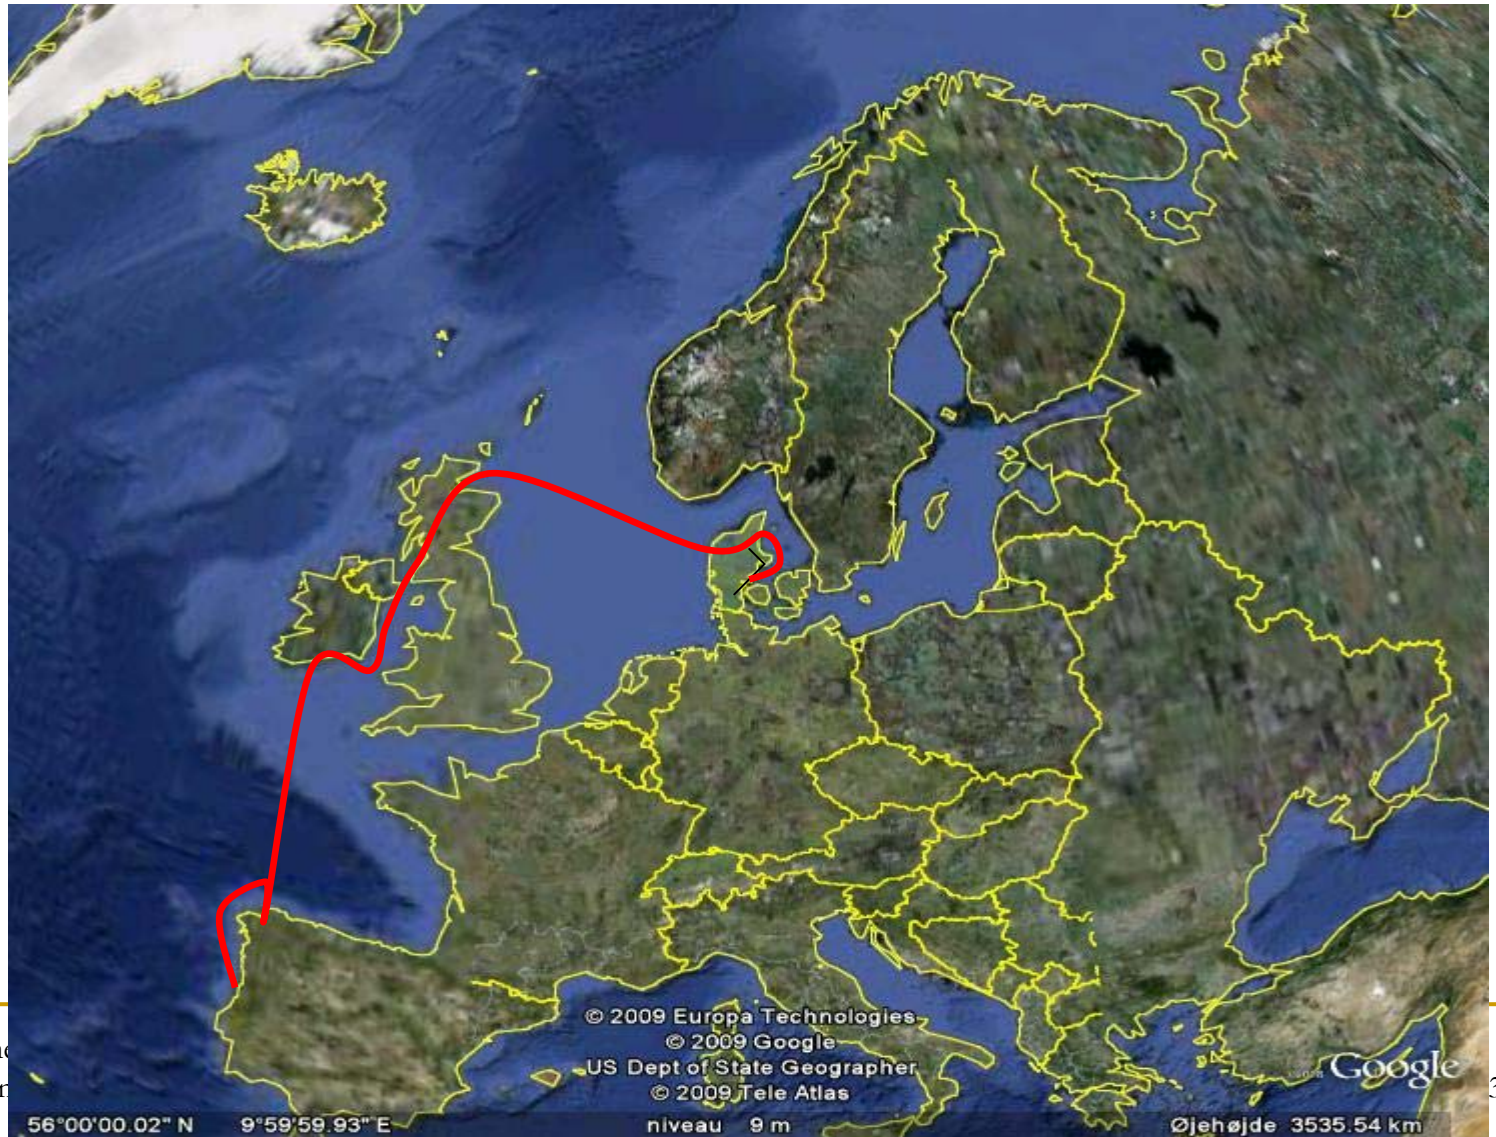 © 2009 Europa Technologies
© 2009 Google
US Dept of State Geographer
© 2009 Tele Atlas
Google
56°00'00.02" N 9°59'59.93" E niveau 9 m Øjehøjde 3535.54 km